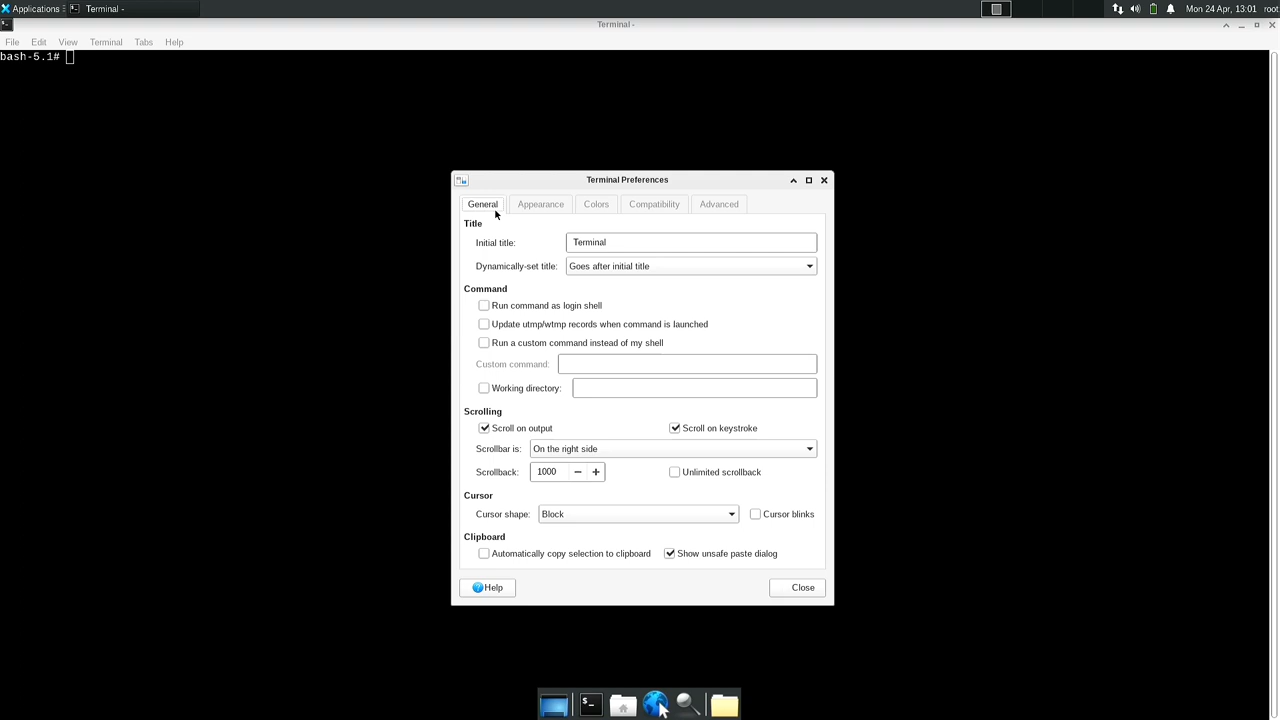 Applications Terminal - Mon 24 Apr, 13:01 root
Terminal -
File Edit View Terminal Tabs Help
bash-5.1#
Terminal Preferences
General Appearance Colors Compatibility Advanced
Title
Initial title: Terminal
Dynamically-set title: Goes after initial title
Command
Run command as login shell
Update utmp/wtmp records when command is launched
Run a custom command instead of my shell
Custom command:
Working directory:
Scrolling
Scroll on output Scroll on keystroke
Scrollbar is: On the right side
Scrollback: 1000 Unlimited scrollback
Cursor
Cursor shape: Block Cursor blinks
Clipboard
Automatically copy selection to clipboard Show unsafe paste dialog
Help Close